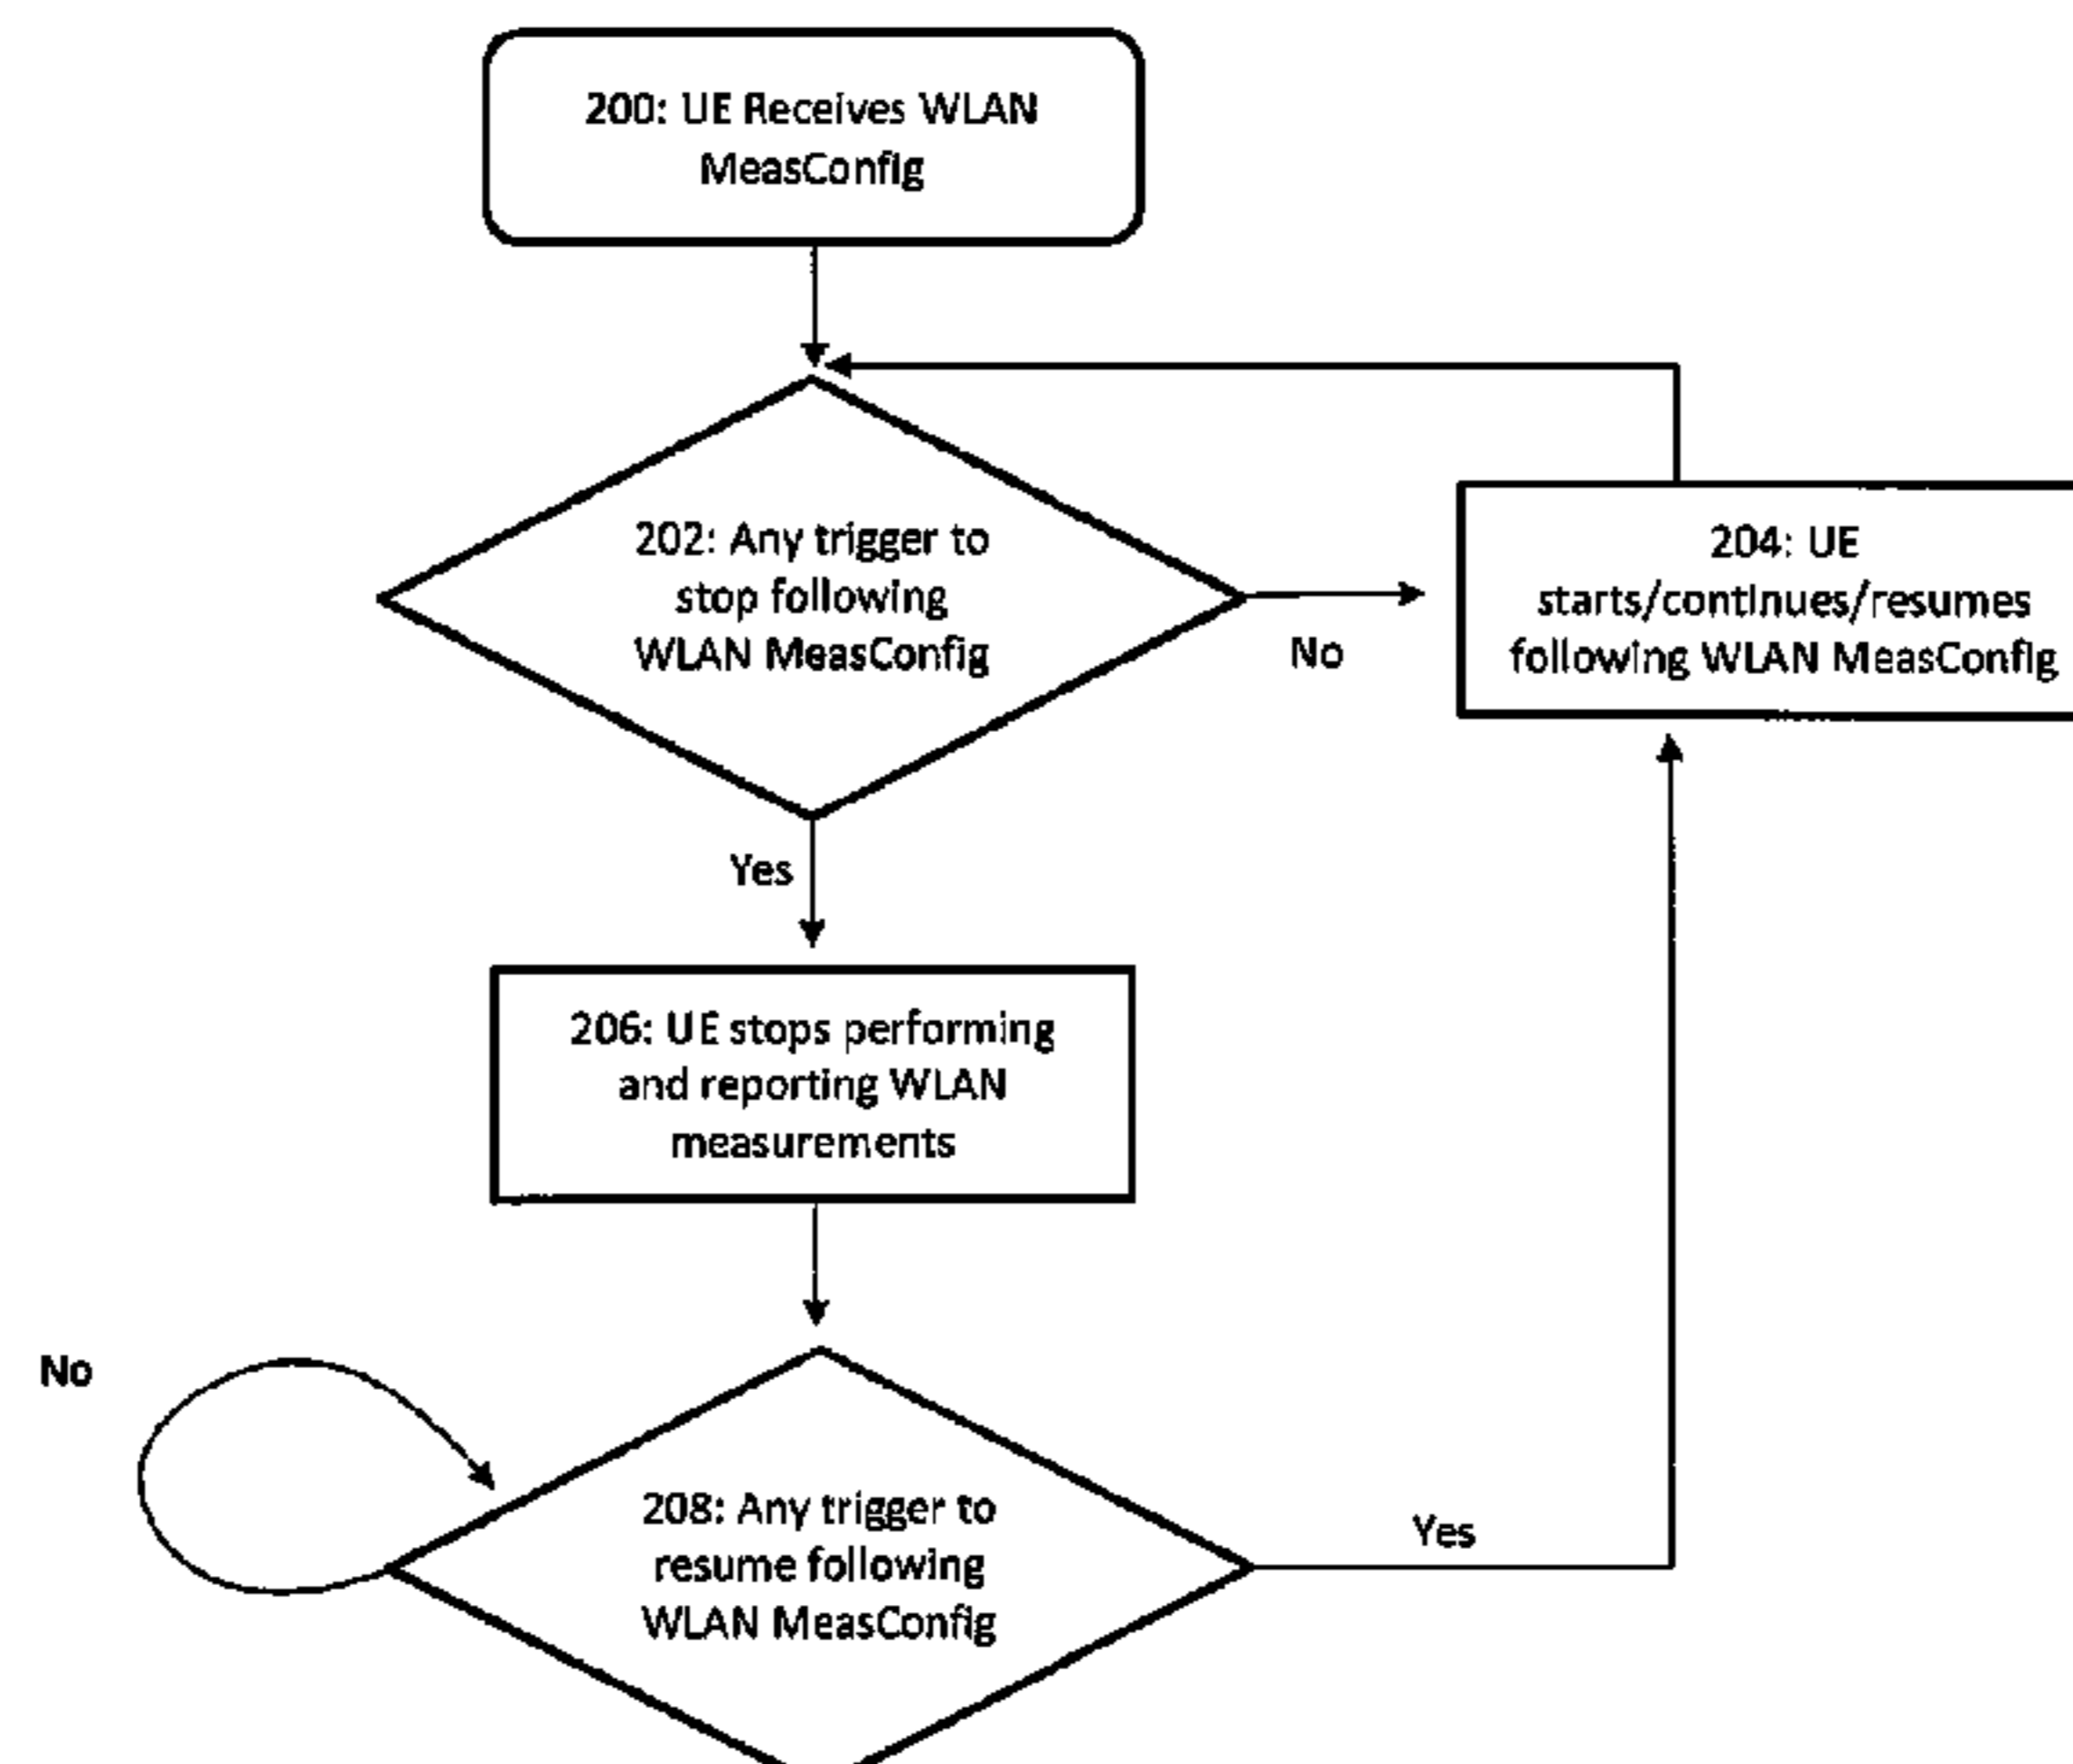 200: UE Receives WLAN
MeasConfig
202: Any trigger to
stop following
WLAN MeasConfig
No
204: UE
starts/continues/resumes
following WLAN MeasConfig
Yes
206: UE stops performing
and reporting WLAN
measurements
No
208: Any trigger to
resume following
WLAN MeasConfig
Yes